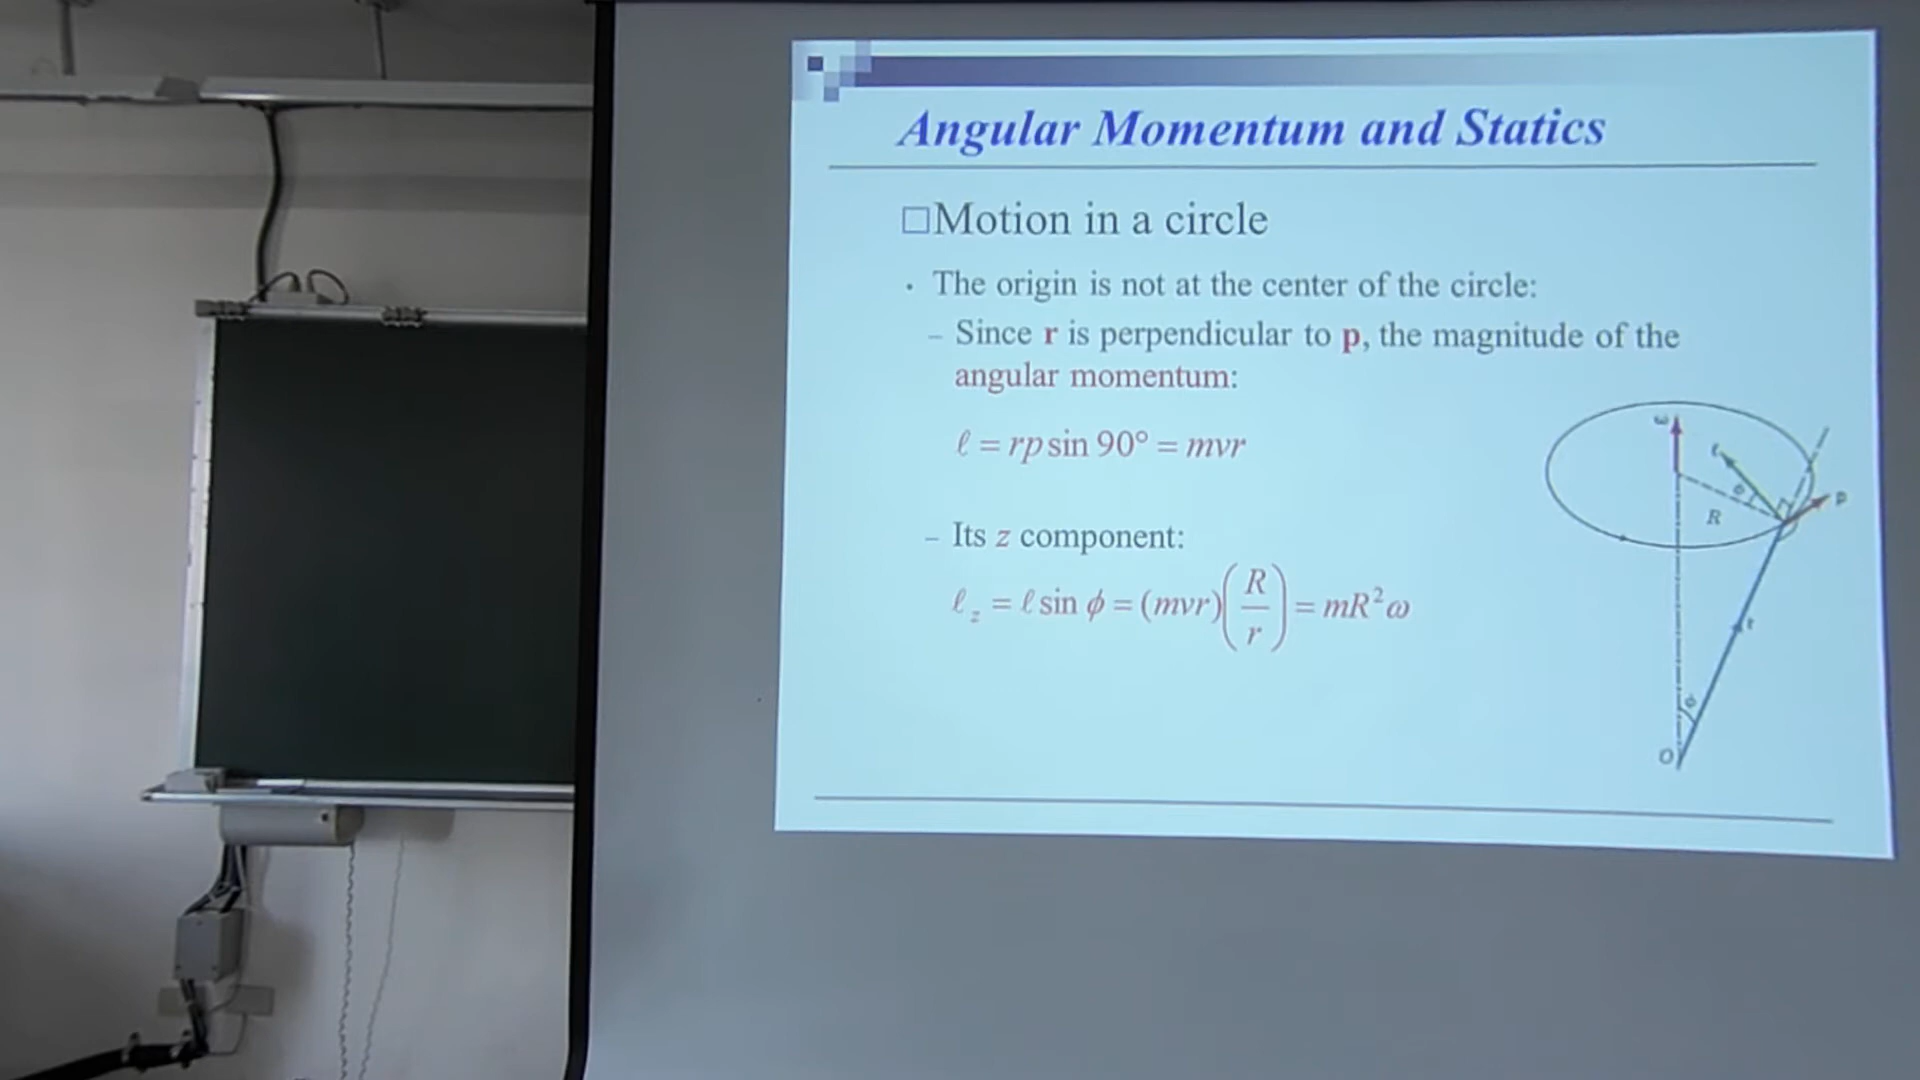 Angular Momentum and Statics
□Motion in a circle
· The origin is not at the center of the circle:
– Since r is perpendicular to p, the magnitude of the
angular momentum:
ℓ = rp sin 90° = mvr
– Its z component:
ℓ_z = ℓ sin ϕ = (mvr)(R/r) = mR²ω
ω
ℓ
ϕ
p
R
r
ϕ
O